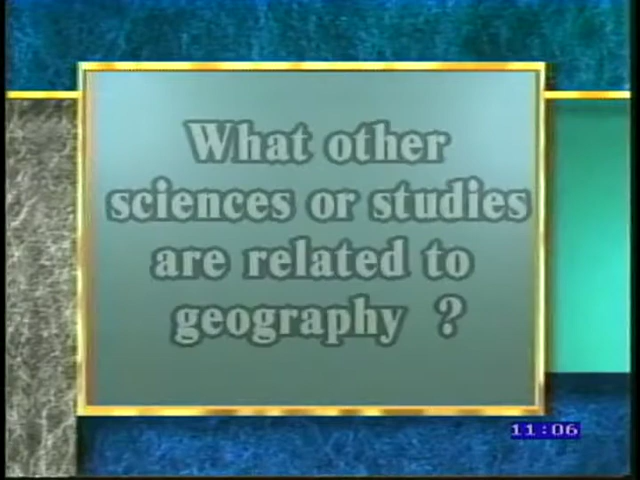 What other
sciences or studies
are related to
geography ?
11:06